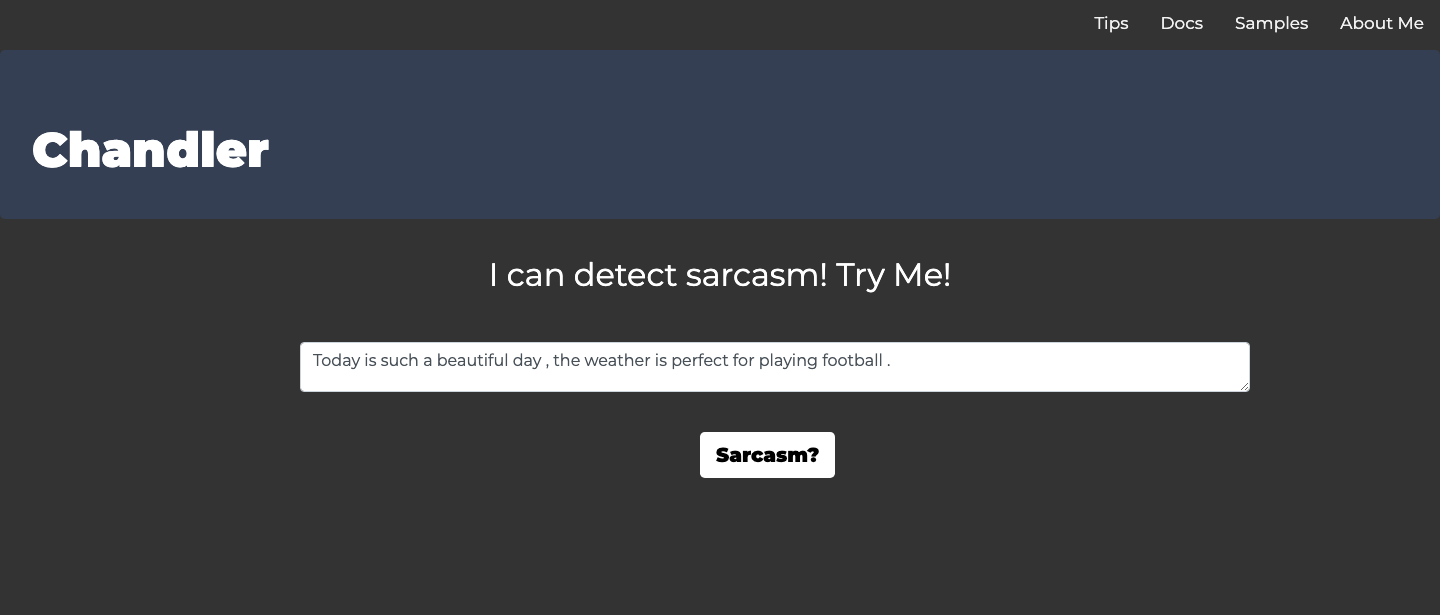 Tips Docs Samples About Me
Chandler
I can detect sarcasm! Try Me!
Today is such a beautiful day , the weather is perfect for playing football .
Sarcasm?